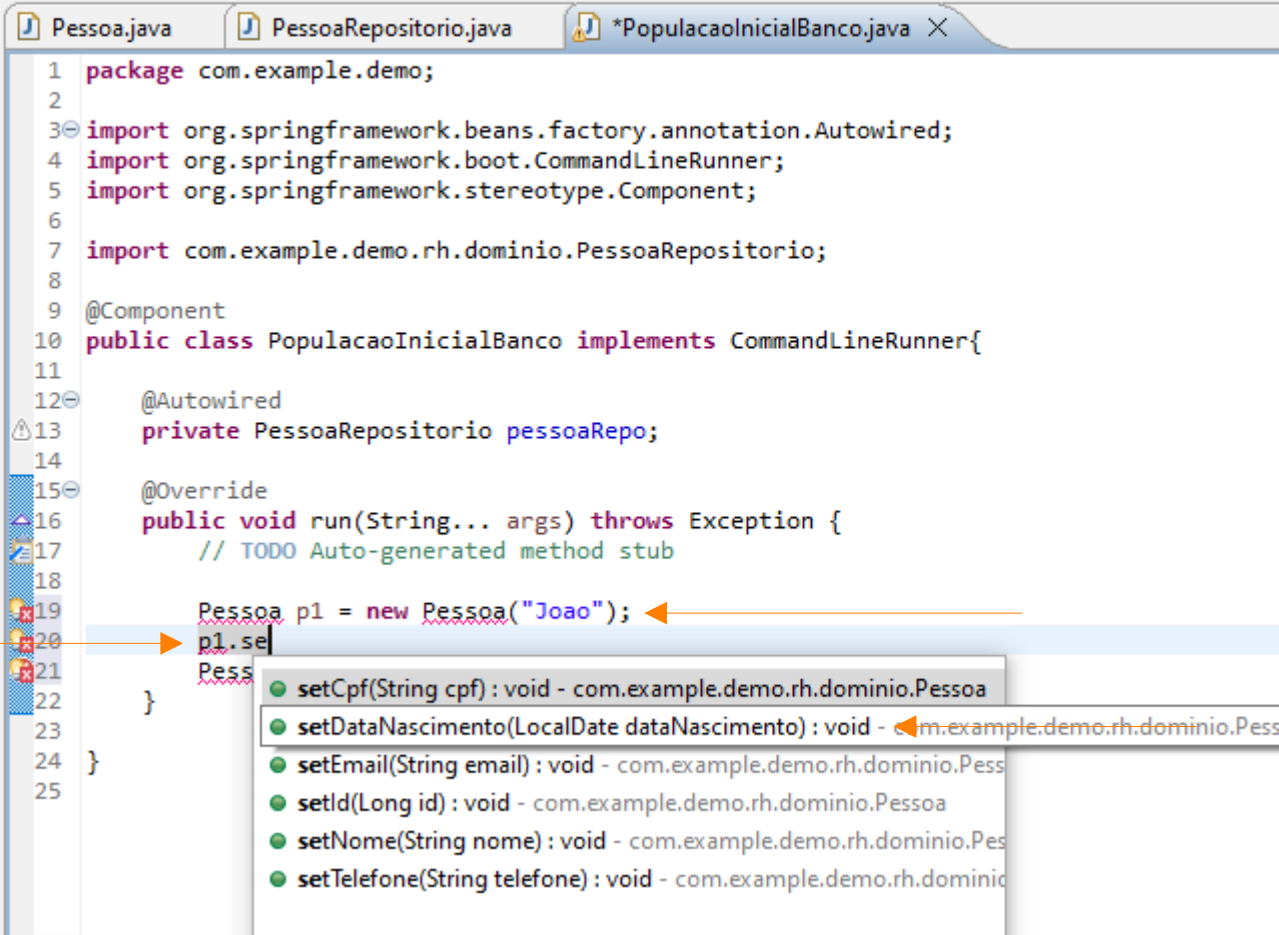 Pessoa.java PessoaRepositorio.java *PopulacaoInicialBanco.java
1 package com.example.demo;
2
3 import org.springframework.beans.factory.annotation.Autowired;
4 import org.springframework.boot.CommandLineRunner;
5 import org.springframework.stereotype.Component;
6
7 import com.example.demo.rh.dominio.PessoaRepositorio;
8
9 @Component
10 public class PopulacaoInicialBanco implements CommandLineRunner{
11
12 @Autowired
13 private PessoaRepositorio pessoaRepo;
14
15 @Override
16 public void run(String... args) throws Exception {
17 // TODO Auto-generated method stub
18
19 Pessoa p1 = new Pessoa("Joao");
20 p1.se
21 Pess
setCpf(String cpf) : void - com.example.demo.rh.dominio.Pessoa
22 }
23 setDataNascimento(LocalDate dataNascimento) : void - com.example.demo.rh.dominio.Pess
24 }
setEmail(String email) : void - com.example.demo.rh.dominio.Pess
25
setId(Long id) : void - com.example.demo.rh.dominio.Pessoa
setNome(String nome) : void - com.example.demo.rh.dominio.Pes
setTelefone(String telefone) : void - com.example.demo.rh.dominic